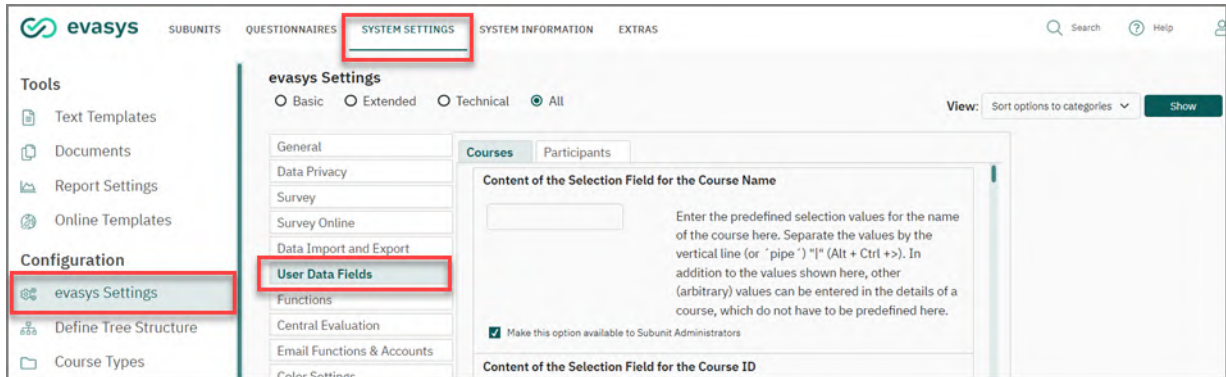 evasys SUBUNITS QUESTIONNAIRES SYSTEM SETTINGS SYSTEM INFORMATION EXTRAS Search Help
Tools
Text Templates
Documents
Report Settings
Online Templates
Configuration
evasys Settings
Define Tree Structure
Course Types
evasys Settings
Basic Extended Technical All
View: Sort options to categories Show
General
Data Privacy
Survey
Survey Online
Data Import and Export
User Data Fields
Functions
Central Evaluation
Email Functions & Accounts
Color Settings
Courses Participants
Content of the Selection Field for the Course Name
Enter the predefined selection values for the name
of the course here. Separate the values by the
vertical line (or ´pipe´) "|" (Alt + Ctrl +>). In
addition to the values shown here, other
(arbitrary) values can be entered in the details of a
course, which do not have to be predefined here.
Make this option available to Subunit Administrators
Content of the Selection Field for the Course ID